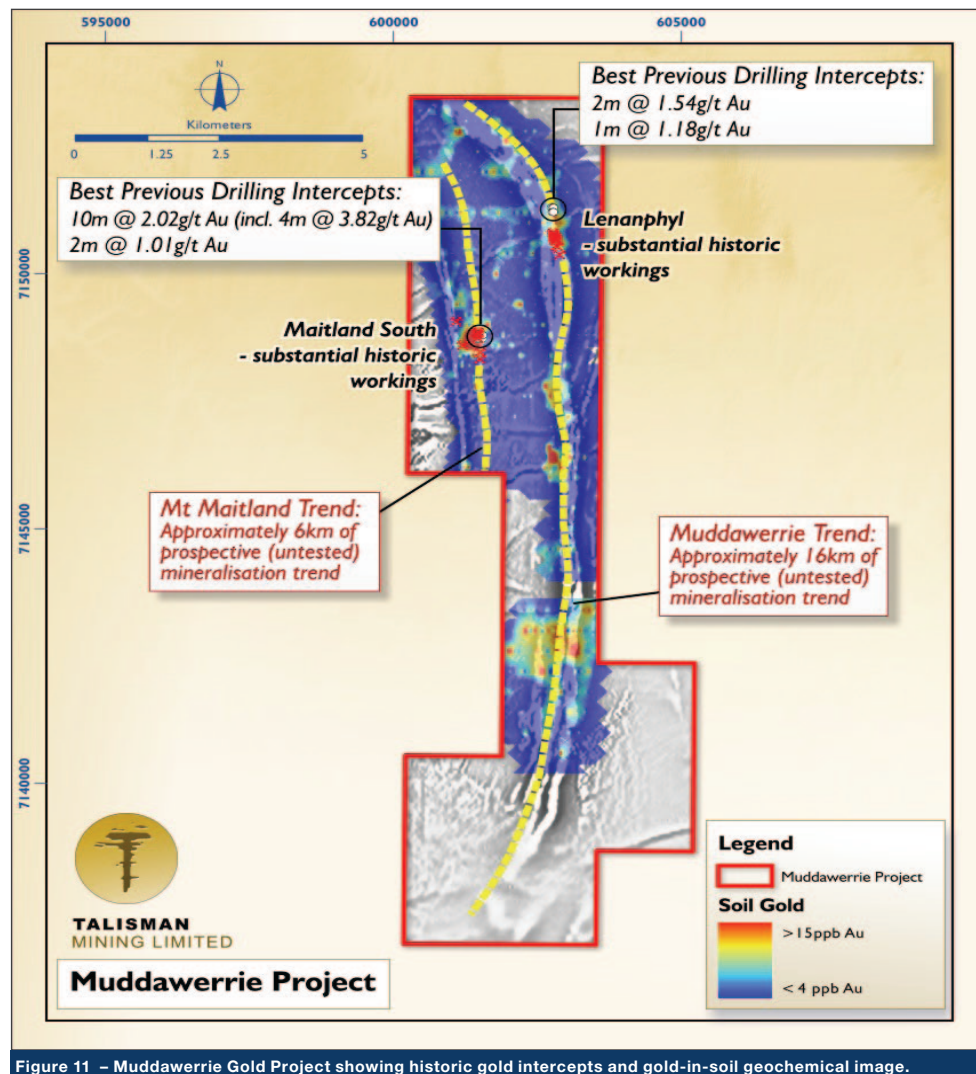 595000
600000
605000
N
Kilometers
0 1.25 2.5 5
Best Previous Drilling Intercepts:
2m @ 1.54g/t Au
1m @ 1.18g/t Au
Best Previous Drilling Intercepts:
10m @ 2.02g/t Au (incl. 4m @ 3.82g/t Au)
2m @ 1.01g/t Au
Lenanphyl
- substantial historic
workings
7150000
Maitland South
- substantial historic
workings
Mt Maitland Trend:
Approximately 6km of
prospective (untested)
mineralisation trend
7145000
Muddawerrie Trend:
Approximately 16km of
prospective (untested)
mineralisation trend
7140000
TALISMAN
MINING LIMITED
Muddawerrie Project
Legend
Muddawerrie Project
Soil Gold
>15ppb Au
< 4 ppb Au
Figure 11 – Muddawerrie Gold Project showing historic gold intercepts and gold-in-soil geochemical image.